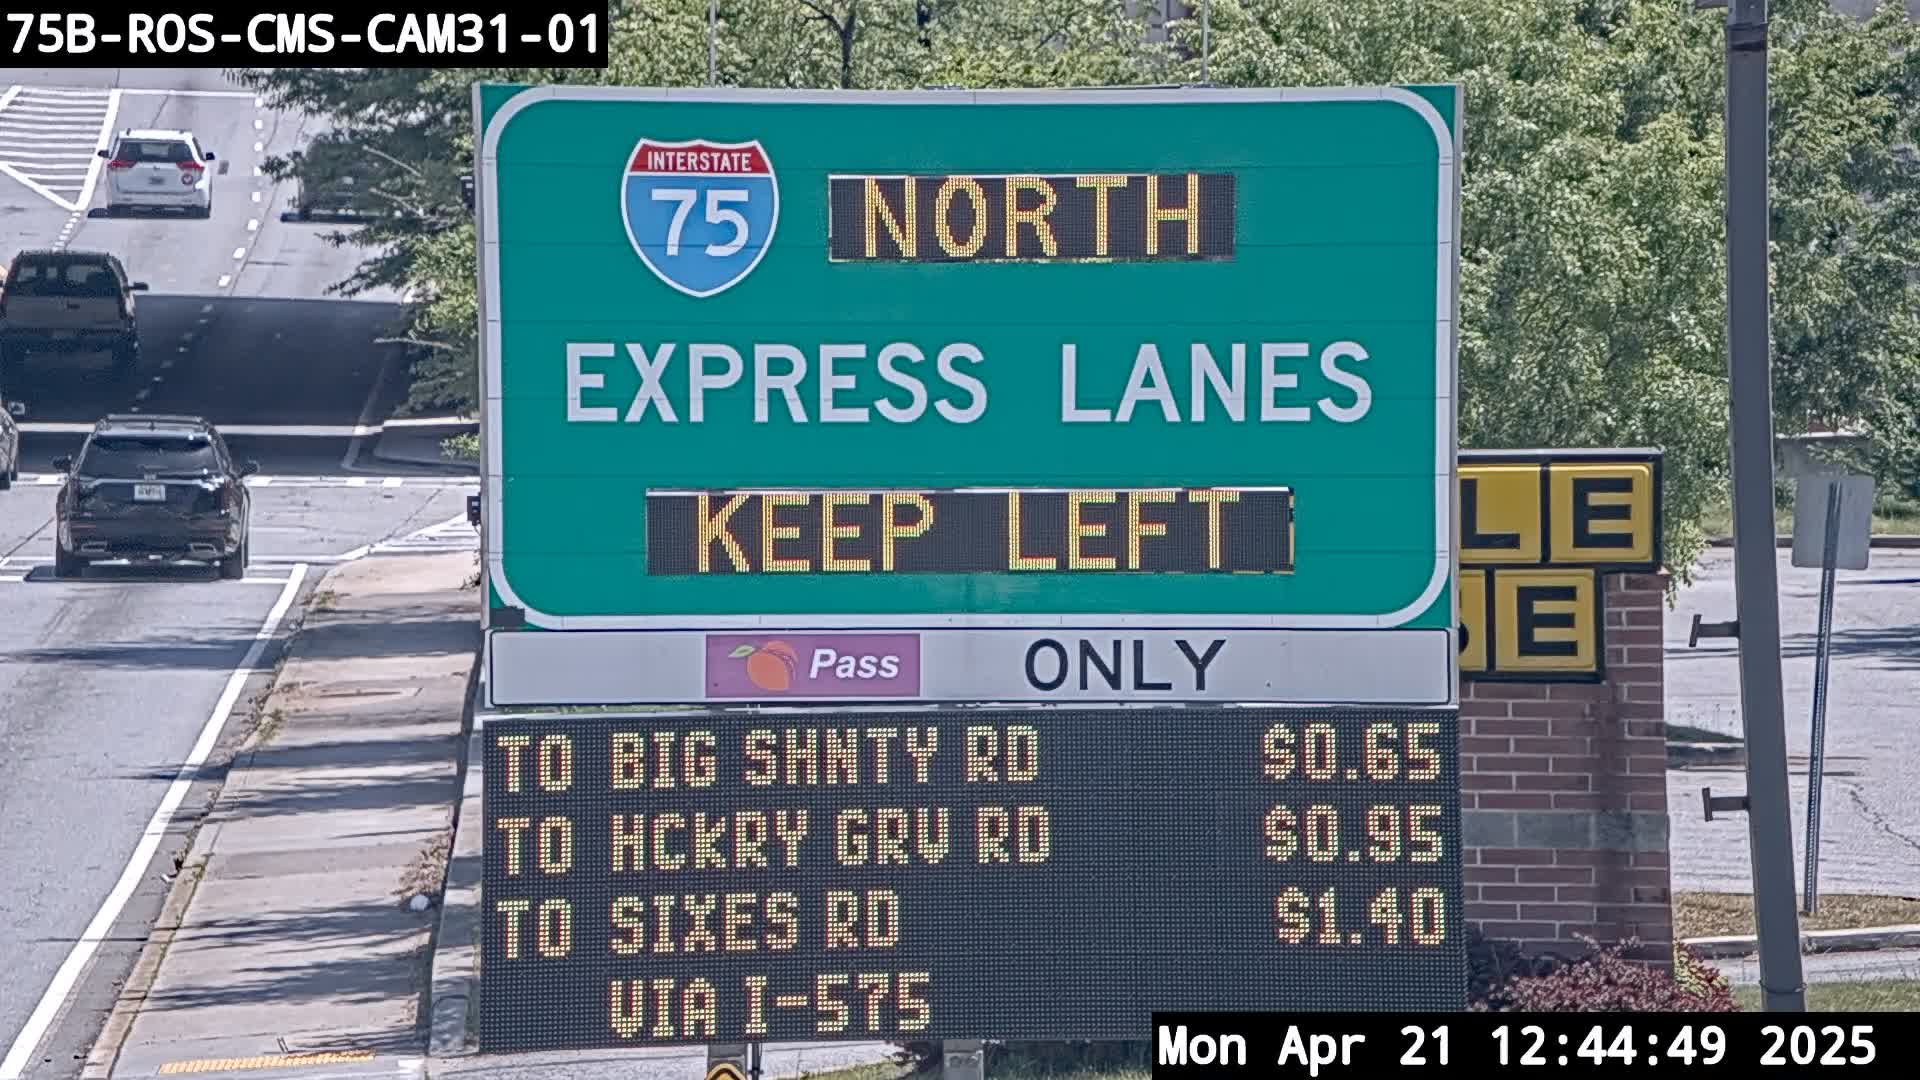 75B-ROS-CMS-CAM31-01
INTERSTATE
75
NORTH
EXPRESS LANES
KEEP LEFT
Pass ONLY
TO BIG SHNTY RD $0.65
TO HCKRY GRV RD $0.95
TO SIXES RD $1.40
VIA I-575
LE
E
Mon Apr 21 12:44:49 2025